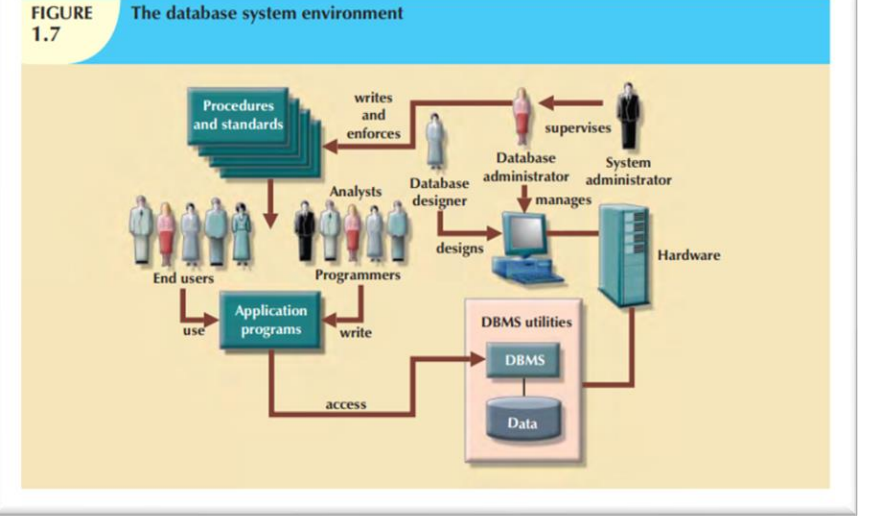 FIGURE
1.7
The database system environment
Procedures
and standards
writes
and
enforces
supervises
Database
administrator
System
administrator
Database
designer
manages
Analysts
designs
Hardware
End users
Programmers
Application
programs
use
write
DBMS utilities
DBMS
Data
access